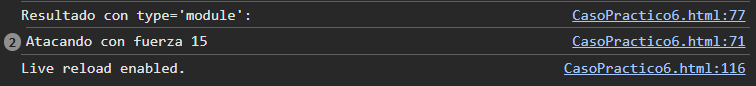 Resultado con type='module': CasoPractico6.html:77
2 Atacando con fuerza 15 CasoPractico6.html:71
Live reload enabled. CasoPractico6.html:116